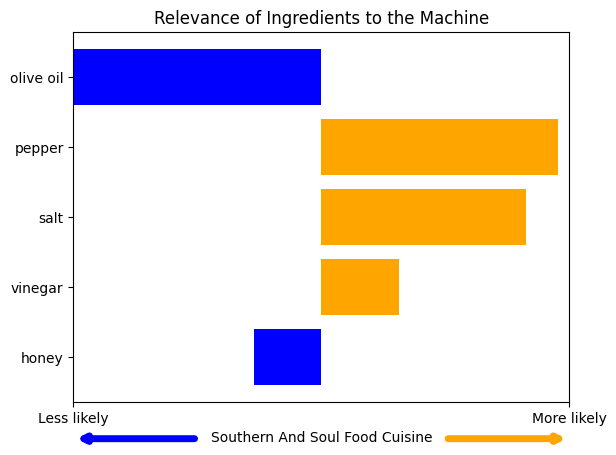 Relevance of Ingredients to the Machine
olive oil
pepper
salt
vinegar
honey
Less likely
More likely
Southern And Soul Food Cuisine